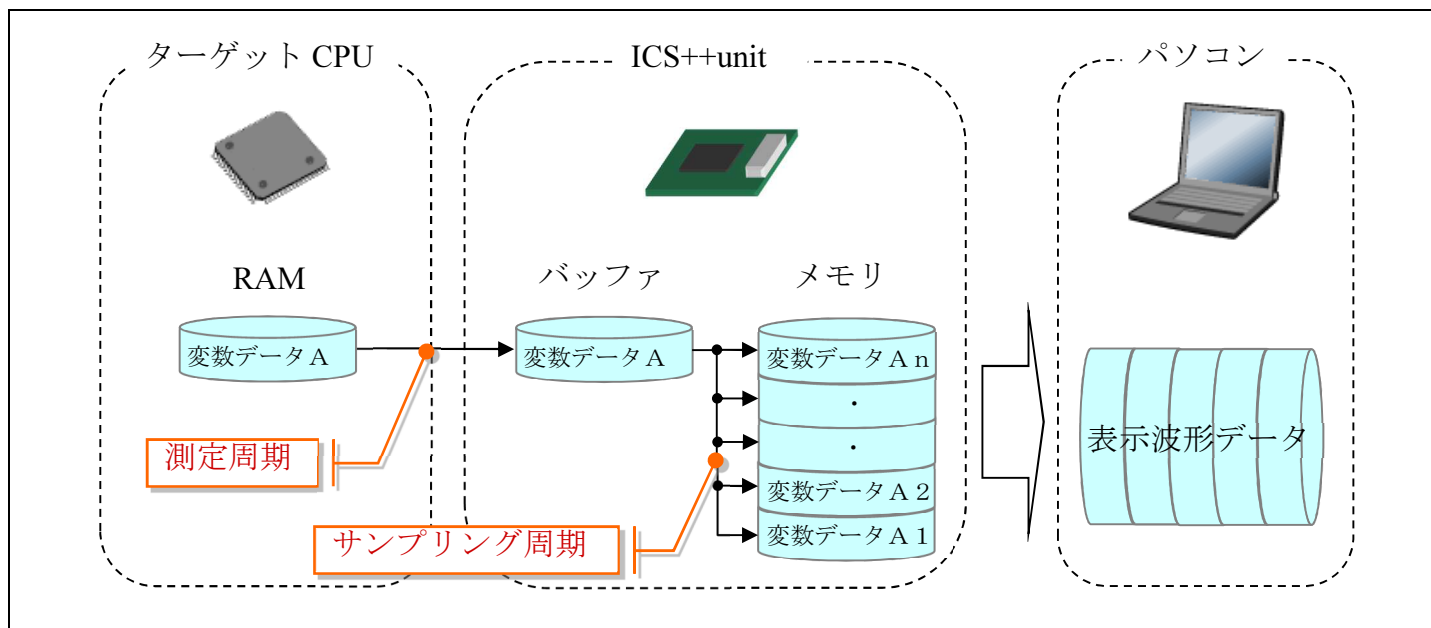 ターゲット CPU
ICS++unit
パソコン
RAM
バッファ
メモリ
変数データA
変数データA
変数データAn
・
・
変数データA2
変数データA1
測定周期
サンプリング周期
表示波形データ